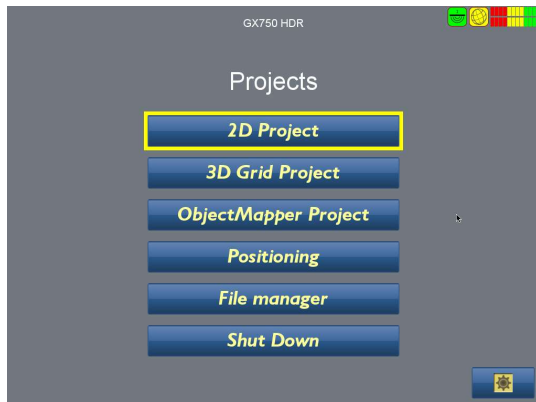 GX750 HDR
Projects
2D Project
3D Grid Project
ObjectMapper Project
Positioning
File manager
Shut Down